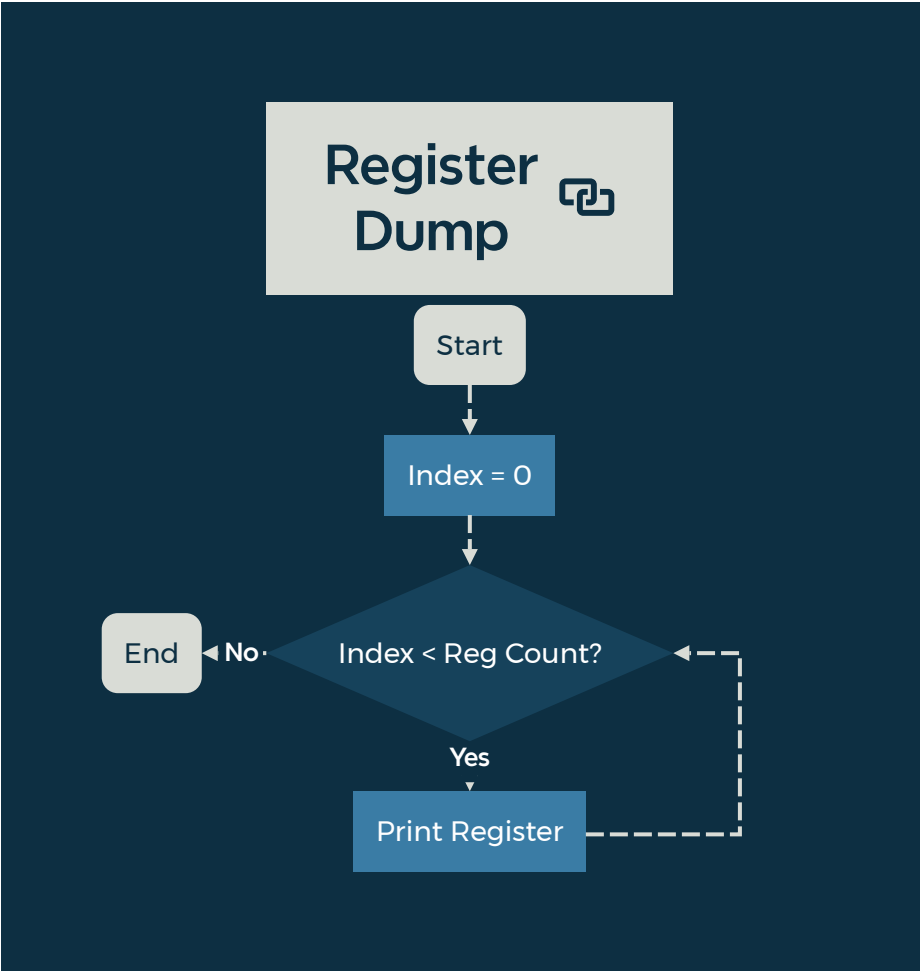 Register
Dump
Start
Index = 0
Index < Reg Count?
No
End
Yes
Print Register